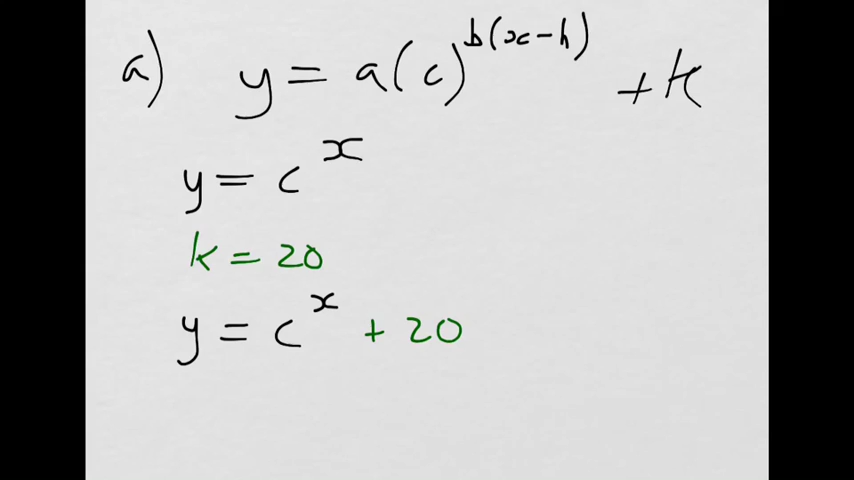 a) y = a(c)^{b(x-h)} + k
y = c^x
k = 20
y = c^x + 20